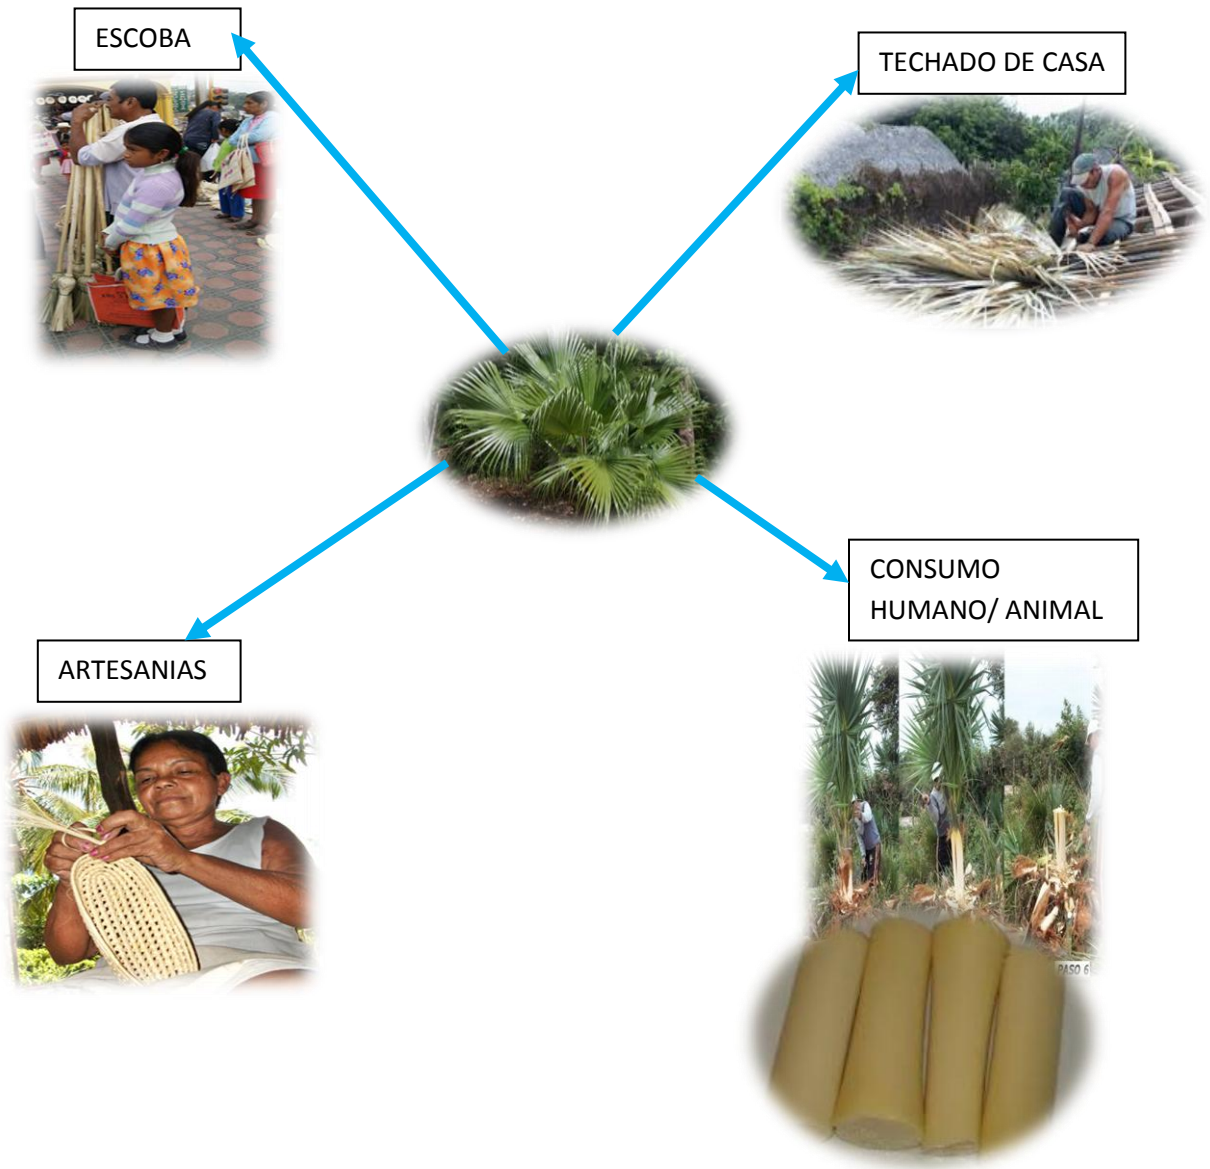 ESCOBA
TECHADO DE CASA
CONSUMO
HUMANO/ ANIMAL
ARTESANIAS
PASO 6